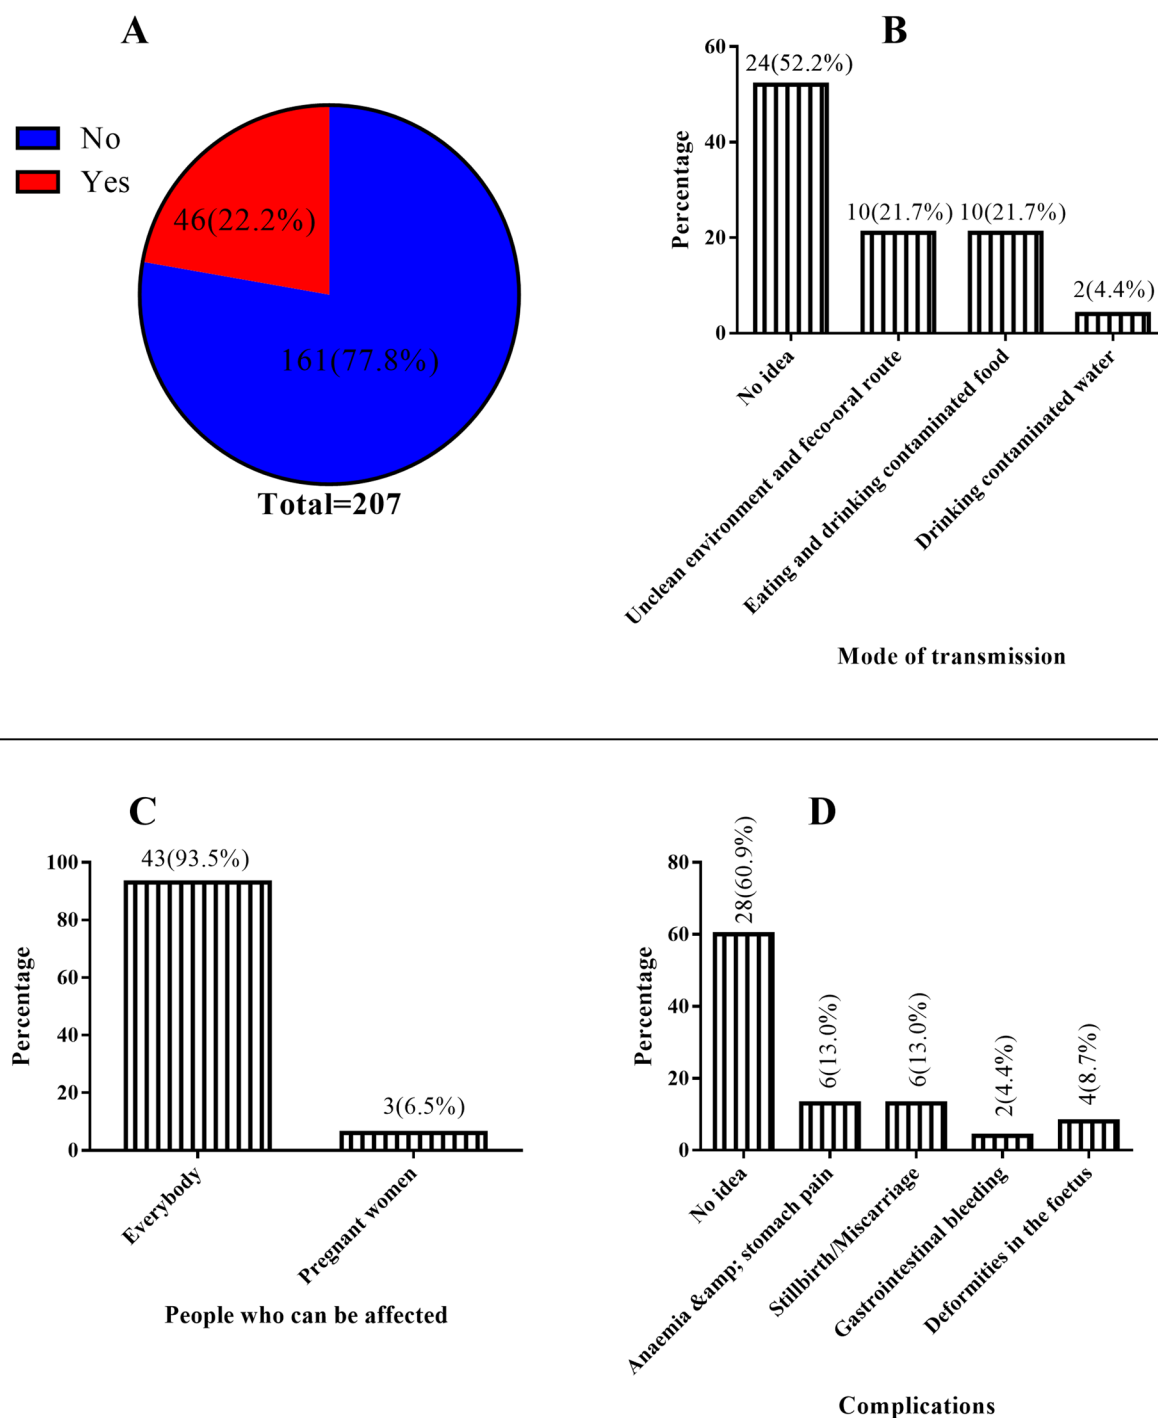 A
No
Yes
46(22.2%)
161(77.8%)
Total=207
B
Percentage
60
40
20
0
24(52.2%)
10(21.7%)
10(21.7%)
2(4.4%)
No idea
Unclean environment and feco-oral route
Eating and drinking contaminated food
Drinking contaminated water
Mode of transmission
C
Percentage
100
80
60
40
20
0
43(93.5%)
3(6.5%)
Everybody
Pregnant women
People who can be affected
D
Percentage
80
60
40
20
0
28(60.9%)
6(13.0%)
6(13.0%)
2(4.4%)
4(8.7%)
No idea
Anaemia &amp; stomach pain
Stillbirth/Miscarriage
Gastrointestinal bleeding
Deformities in the foetus
Complications